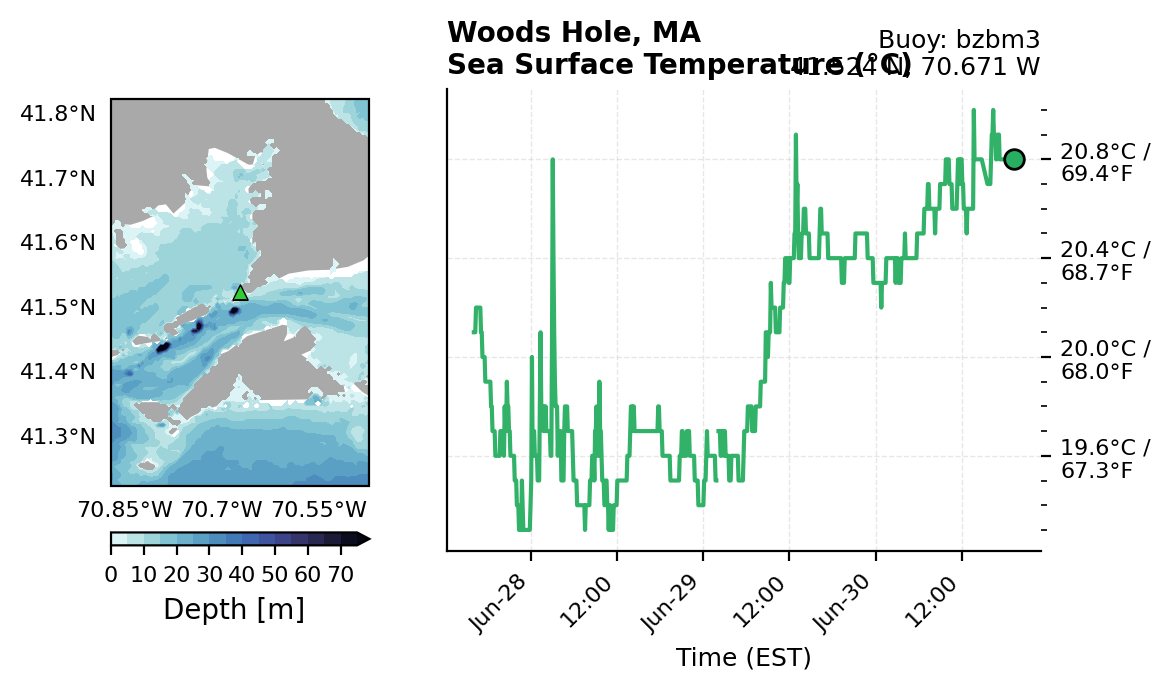 Woods Hole, MA
Sea Surface Temperature (°C)
Buoy: bzbm3
41.524 N, 70.671 W
41.8°N
41.7°N
41.6°N
41.5°N
41.4°N
41.3°N
70.85°W 70.7°W 70.55°W
0 10 20 30 40 50 60 70
Depth [m]
20.8°C /
69.4°F
20.4°C /
68.7°F
20.0°C /
68.0°F
19.6°C /
67.3°F
Jun-28 12:00 Jun-29 12:00 Jun-30 12:00
Time (EST)